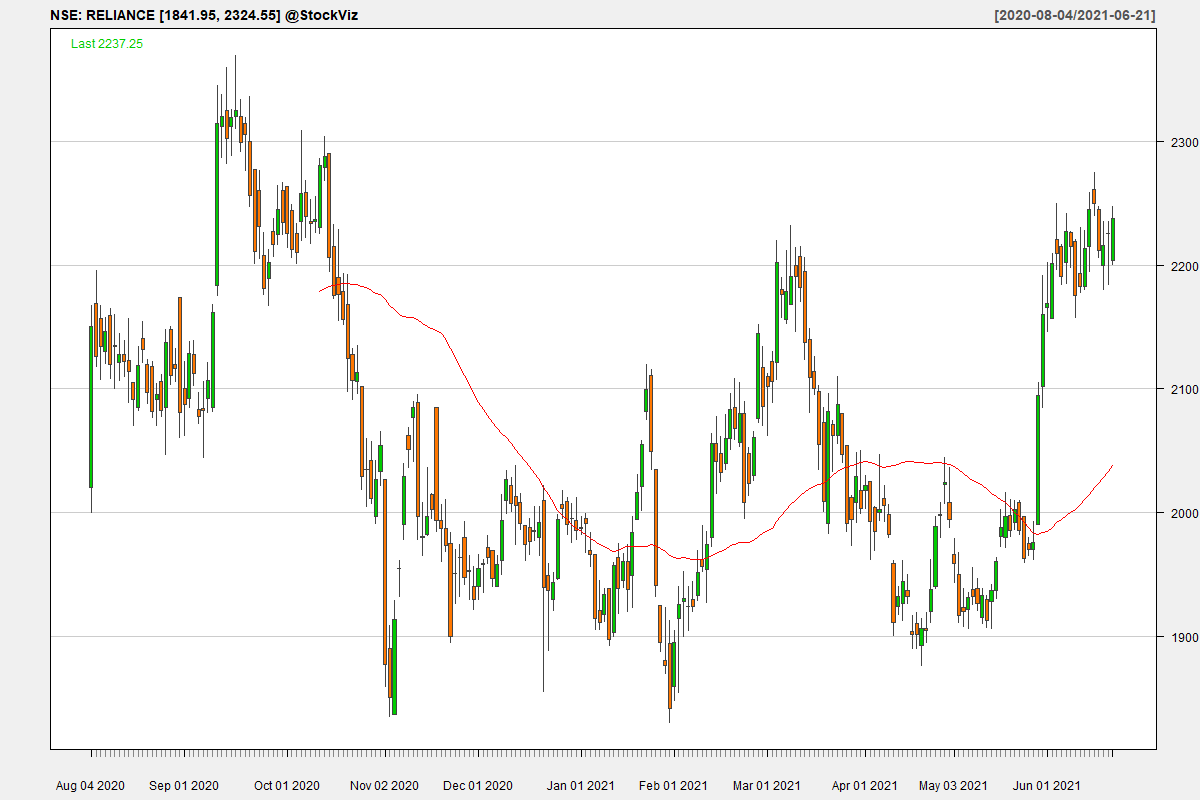 NSE: RELIANCE [1841.95, 2324.55] @StockViz
[2020-08-04/2021-06-21]
Last 2237.25
2300
2200
2100
2000
1900
Aug 04 2020 Sep 01 2020 Oct 01 2020 Nov 02 2020 Dec 01 2020 Jan 01 2021 Feb 01 2021 Mar 01 2021 Apr 01 2021 May 03 2021 Jun 01 2021